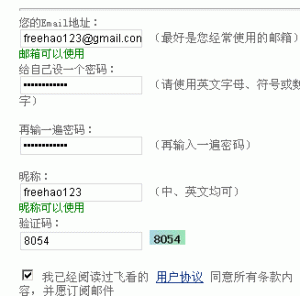 您的Email地址：
freehao123@gmail.con （最好是您经常使用的邮箱）
邮箱可以使用
给自己设一个密码：
•••••••••••• （请使用英文字母、符号或数
字）
再输一遍密码：
•••••••••••• （再输入一遍密码）
昵称：
freehao123 （中、英文均可）
昵称可以使用
验证码：
8054 8054
我已经阅读过飞看的 用户协议 同意所有条款内
容，并愿订阅邮件